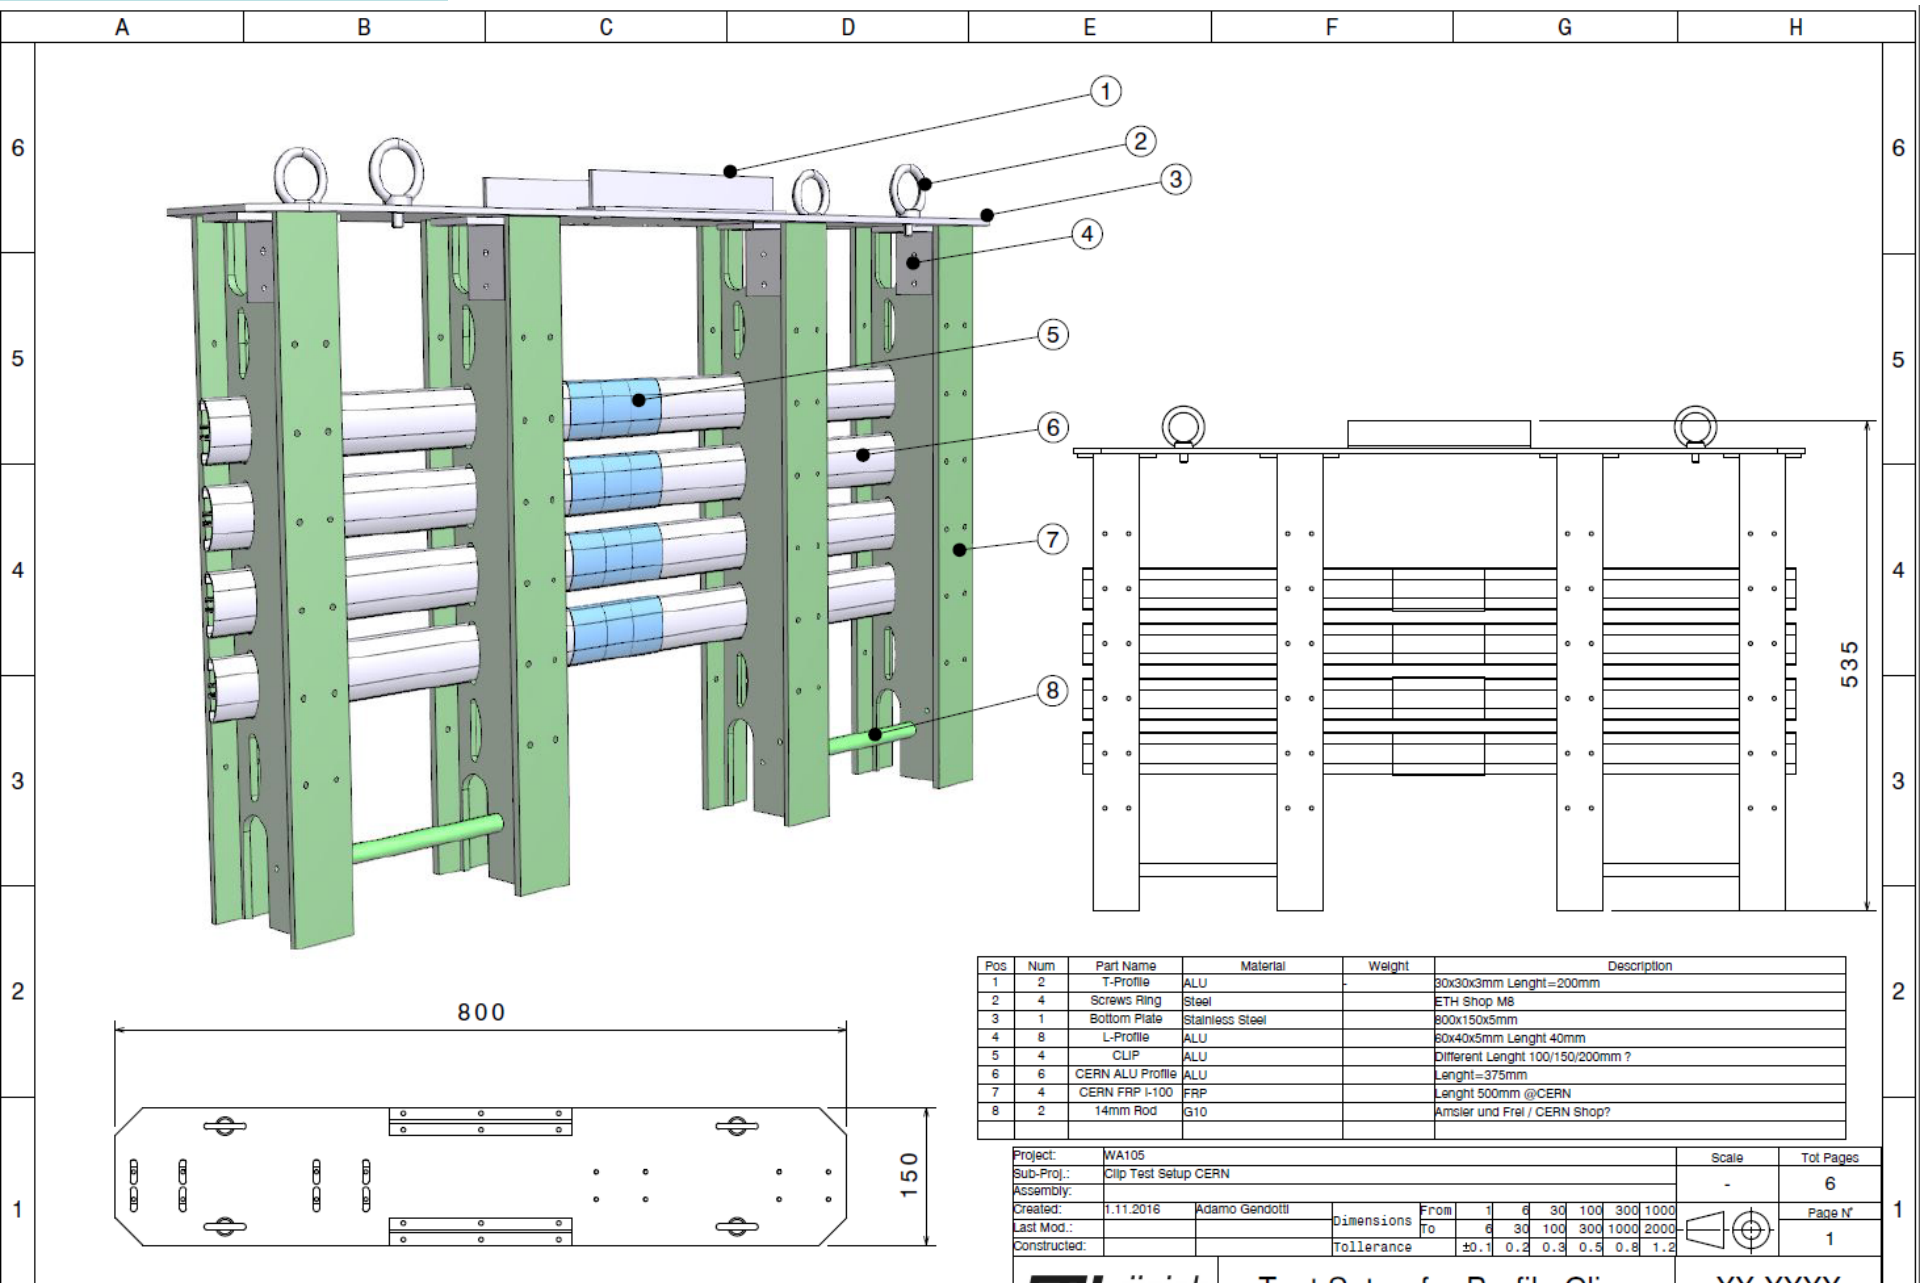 A B C D E F G H
6 6
5 5
4 4
3 3
2 2
1 1
1
2
3
4
5
6
7
8
535
800
150
Pos Num Part Name Material Weight Description
1 2 T-Profile ALU - 30x30x3mm Lenght=200mm
2 4 Screws Ring Steel ETH Shop M8
3 1 Bottom Plate Stainless Steel 800x150x5mm
4 8 L-Profile ALU 60x40x5mm Lenght 40mm
5 4 CLIP ALU Different Lenght 100/150/200mm ?
6 6 CERN ALU Profile ALU Lenght=375mm
7 4 CERN FRP I-100 FRP Lenght 500mm @CERN
8 2 14mm Rod G10 Amsler und Frei / CERN Shop?
Project: WA105 Scale Tot Pages
Sub-Proj.: Clip Test Setup CERN - 6
Assembly:
Created: 1.11.2016 Adamo Gendotti Dimensions From 1 6 30 100 300 1000 Page N°
Last Mod.: To 6 30 100 300 1000 2000 1
Constructed: Tollerance ±0.1 0.2 0.3 0.5 0.8 1.2